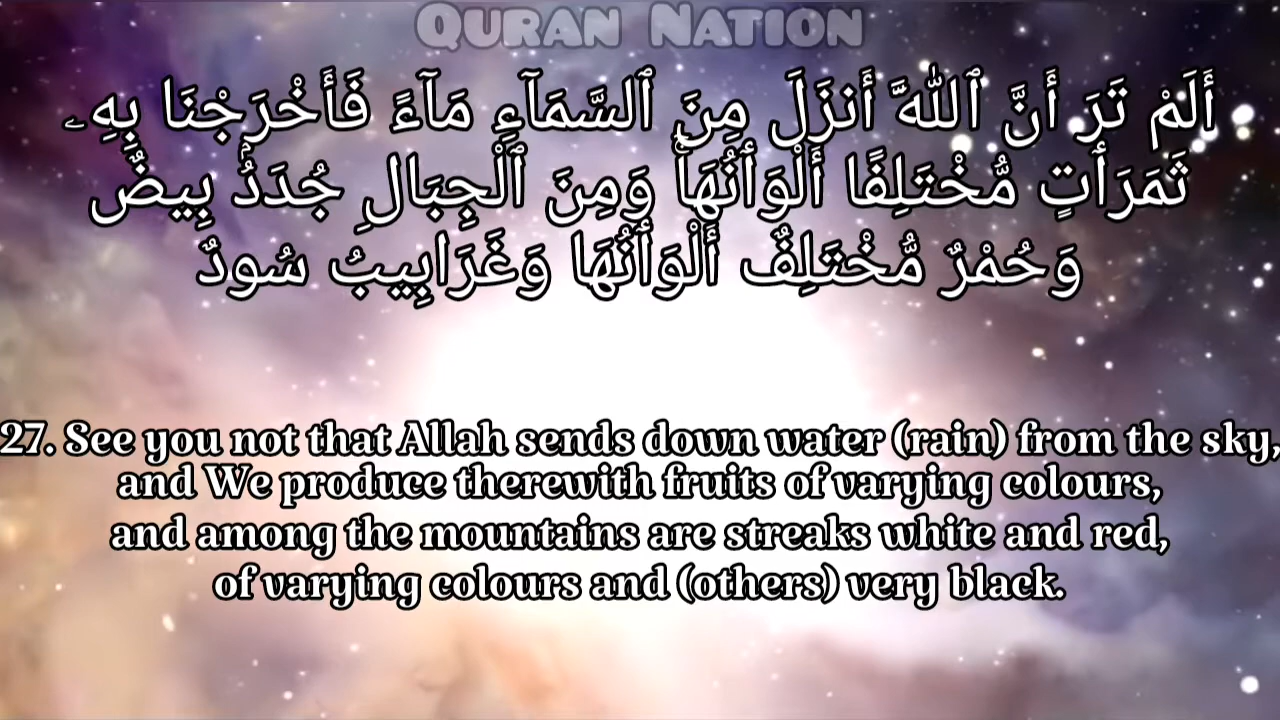 QURAN NATION
أَلَمْ تَرَ أَنَّ ٱللَّهَ أَنزَلَ مِنَ ٱلسَّمَآءِ مَآءً فَأَخْرَجْنَا بِهِۦ
ثَمَرَٰتٍ مُّخْتَلِفًا أَلْوَٰنُهَا ۚ وَمِنَ ٱلْجِبَالِ جُدَدٌۢ بِيضٌ
وَحُمْرٌ مُّخْتَلِفٌ أَلْوَٰنُهَا وَغَرَابِيبُ سُودٌ
27. See you not that Allah sends down water (rain) from the sky,
and We produce therewith fruits of varying colours,
and among the mountains are streaks white and red,
of varying colours and (others) very black.